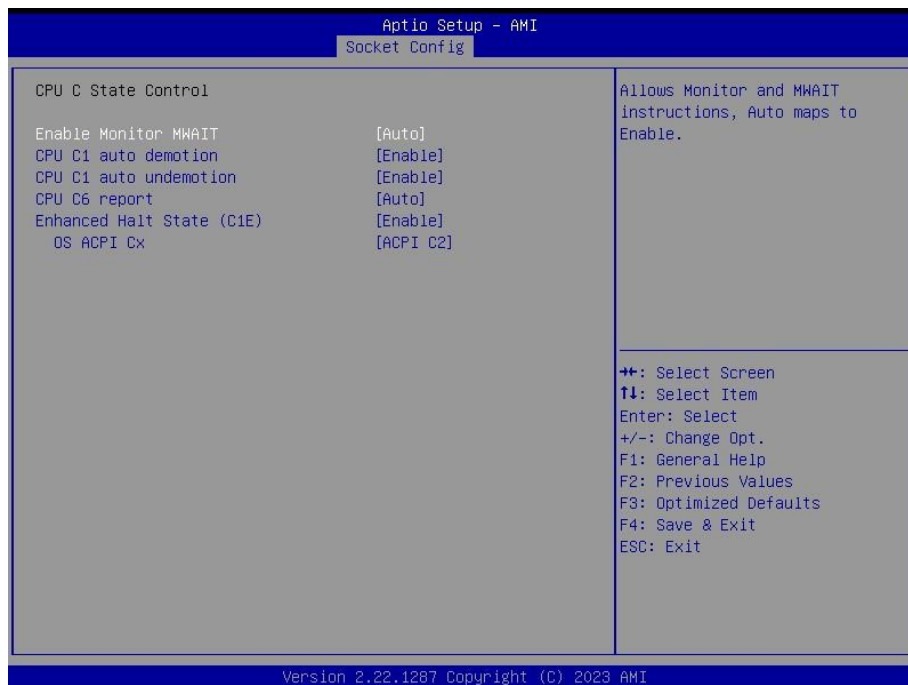 Aptio Setup – AMI
Socket Config
CPU C State Control
Enable Monitor MWAIT [Auto]
CPU C1 auto demotion [Enable]
CPU C1 auto undemotion [Enable]
CPU C6 report [Auto]
Enhanced Halt State (C1E) [Enable]
OS ACPI Cx [ACPI C2]
Allows Monitor and MWAIT
instructions, Auto maps to
Enable.
→←: Select Screen
↑↓: Select Item
Enter: Select
+/-: Change Opt.
F1: General Help
F2: Previous Values
F3: Optimized Defaults
F4: Save & Exit
ESC: Exit
Version 2.22.1287 Copyright (C) 2023 AMI